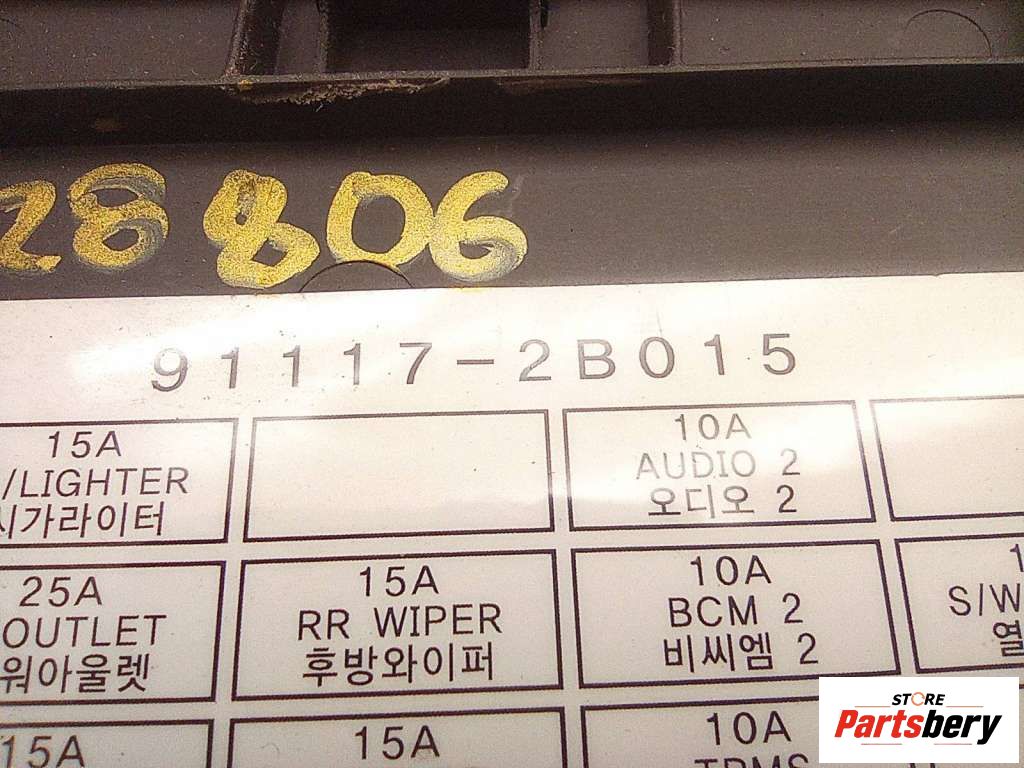 28806
91117-2B015
15A
/LIGHTER
시가라이터
10A
AUDIO 2
오디오 2
25A
OUTLET
워아울렛
15A
RR WIPER
후방와이퍼
10A
BCM 2
비씨엠 2
S/W
열
15A
15A
10A
TPMS
STORE
Partsbery